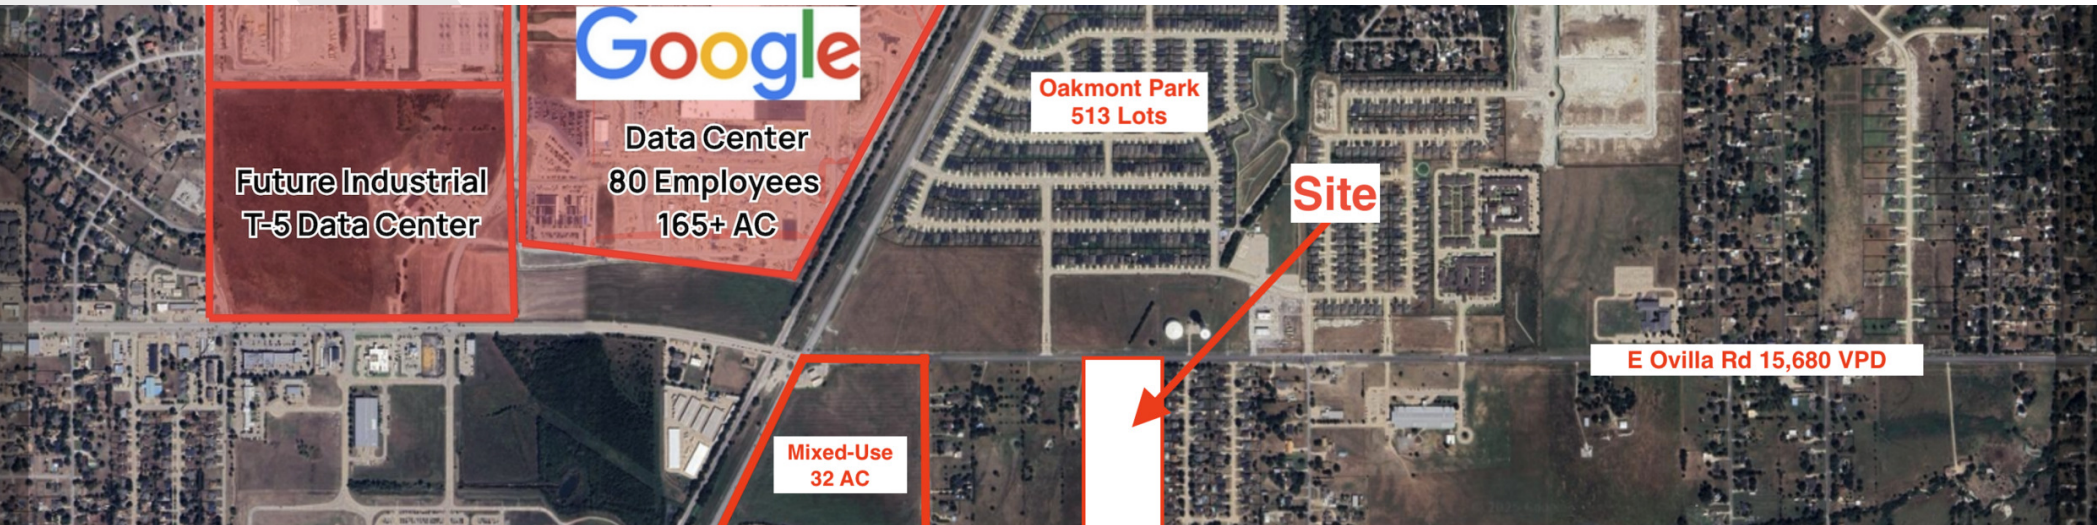 Google
Data Center
80 Employees
165+ AC
Future Industrial
T-5 Data Center
Oakmont Park
513 Lots
Site
E Ovilla Rd 15,680 VPD
Mixed-Use
32 AC